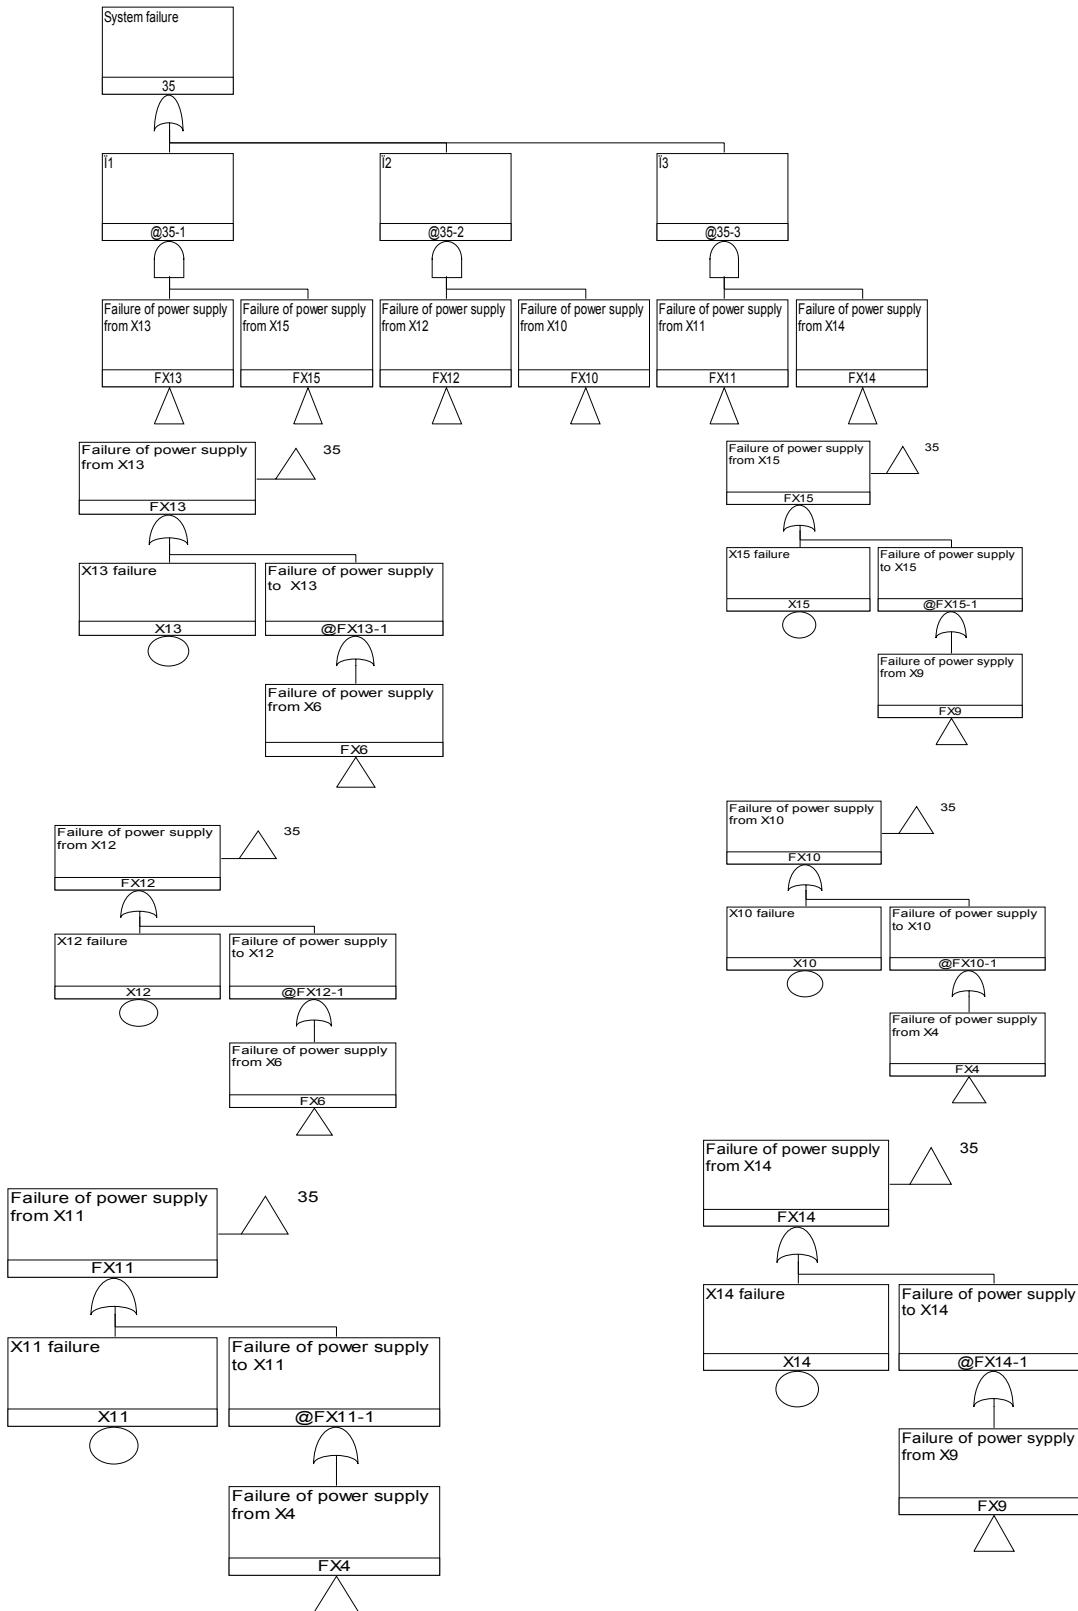 System failure
35
Ï1
@35-1
Ï2
@35-2
Ï3
@35-3
Failure of power supply
from X13
FX13
Failure of power supply
from X15
FX15
Failure of power supply
from X12
FX12
Failure of power supply
from X10
FX10
Failure of power supply
from X11
FX11
Failure of power supply
from X14
FX14
Failure of power supply
from X13
FX13
35
X13 failure
X13
Failure of power supply
to X13
@FX13-1
Failure of power supply
from X6
FX6
Failure of power supply
from X15
FX15
35
X15 failure
X15
Failure of power supply
to X15
@FX15-1
Failure of power sypply
from X9
FX9
Failure of power supply
from X12
FX12
35
X12 failure
X12
Failure of power supply
to X12
@FX12-1
Failure of power supply
from X6
FX6
Failure of power supply
from X10
FX10
35
X10 failure
X10
Failure of power supply
to X10
@FX10-1
Failure of power supply
from X4
FX4
Failure of power supply
from X11
FX11
35
X11 failure
X11
Failure of power supply
to X11
@FX11-1
Failure of power supply
from X4
FX4
Failure of power supply
from X14
FX14
35
X14 failure
X14
Failure of power supply
to X14
@FX14-1
Failure of power sypply
from X9
FX9